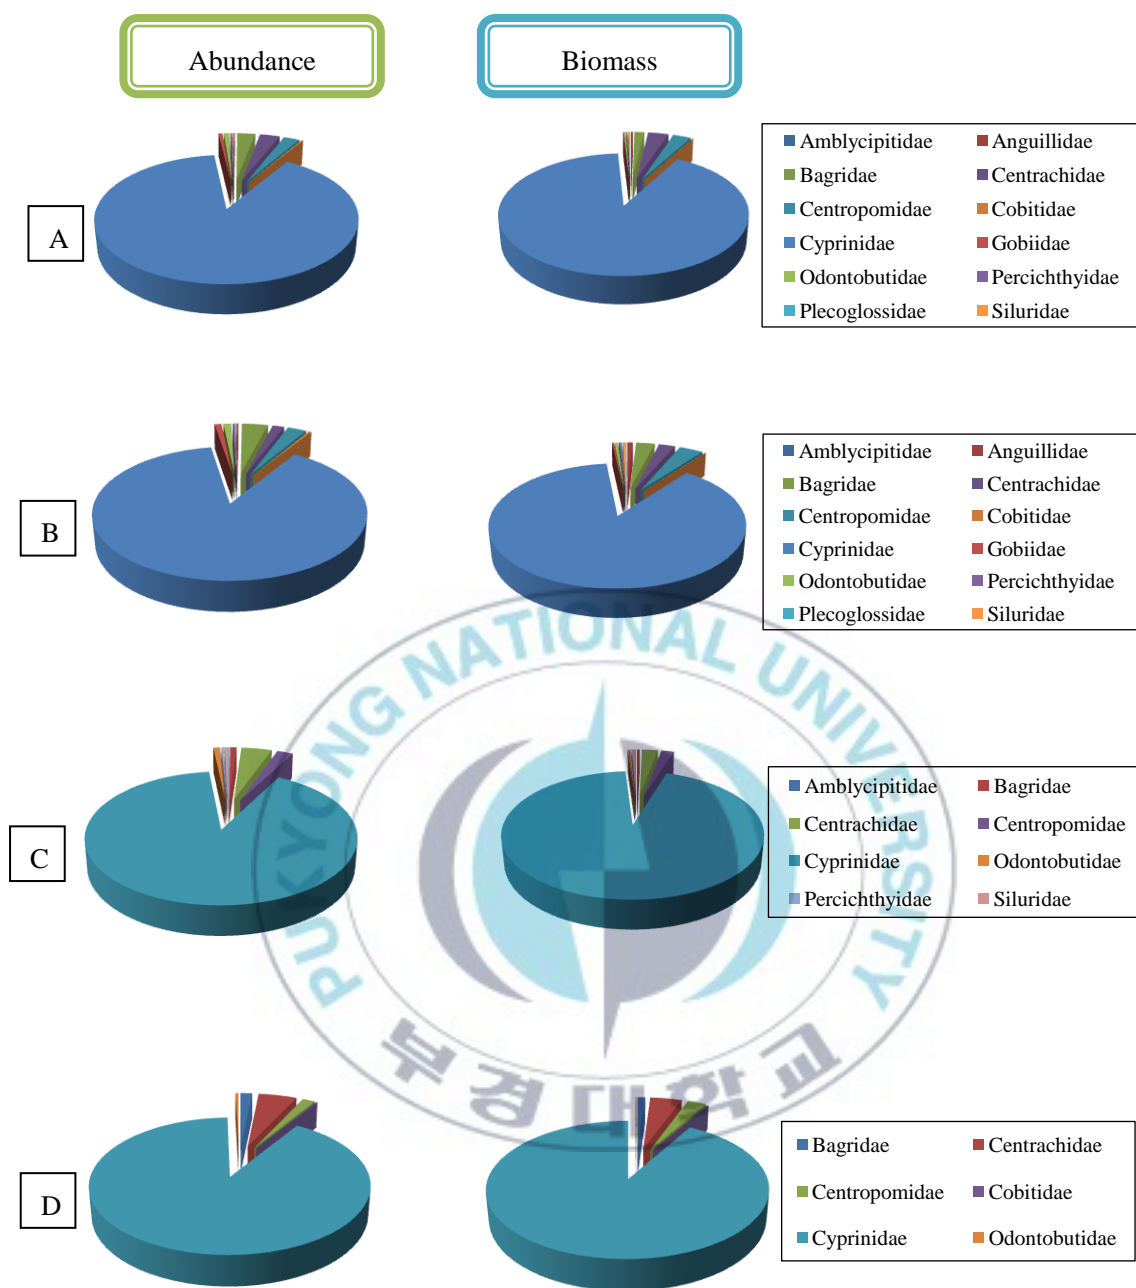 Abundance
Biomass
A
Amblycipitidae Anguillidae
Bagridae Centrachidae
Centropomidae Cobitidae
Cyprinidae Gobiidae
Odontobutidae Percichthyidae
Plecoglossidae Siluridae
B
Amblycipitidae Anguillidae
Bagridae Centrachidae
Centropomidae Cobitidae
Cyprinidae Gobiidae
Odontobutidae Percichthyidae
Plecoglossidae Siluridae
PUKYONG NATIONAL UNIVERSITY
C
Amblycipitidae Bagridae
Centrachidae Centropomidae
Cyprinidae Odontobutidae
Percichthyidae Siluridae
부경대학교
D
Bagridae Centrachidae
Centropomidae Cobitidae
Cyprinidae Odontobutidae